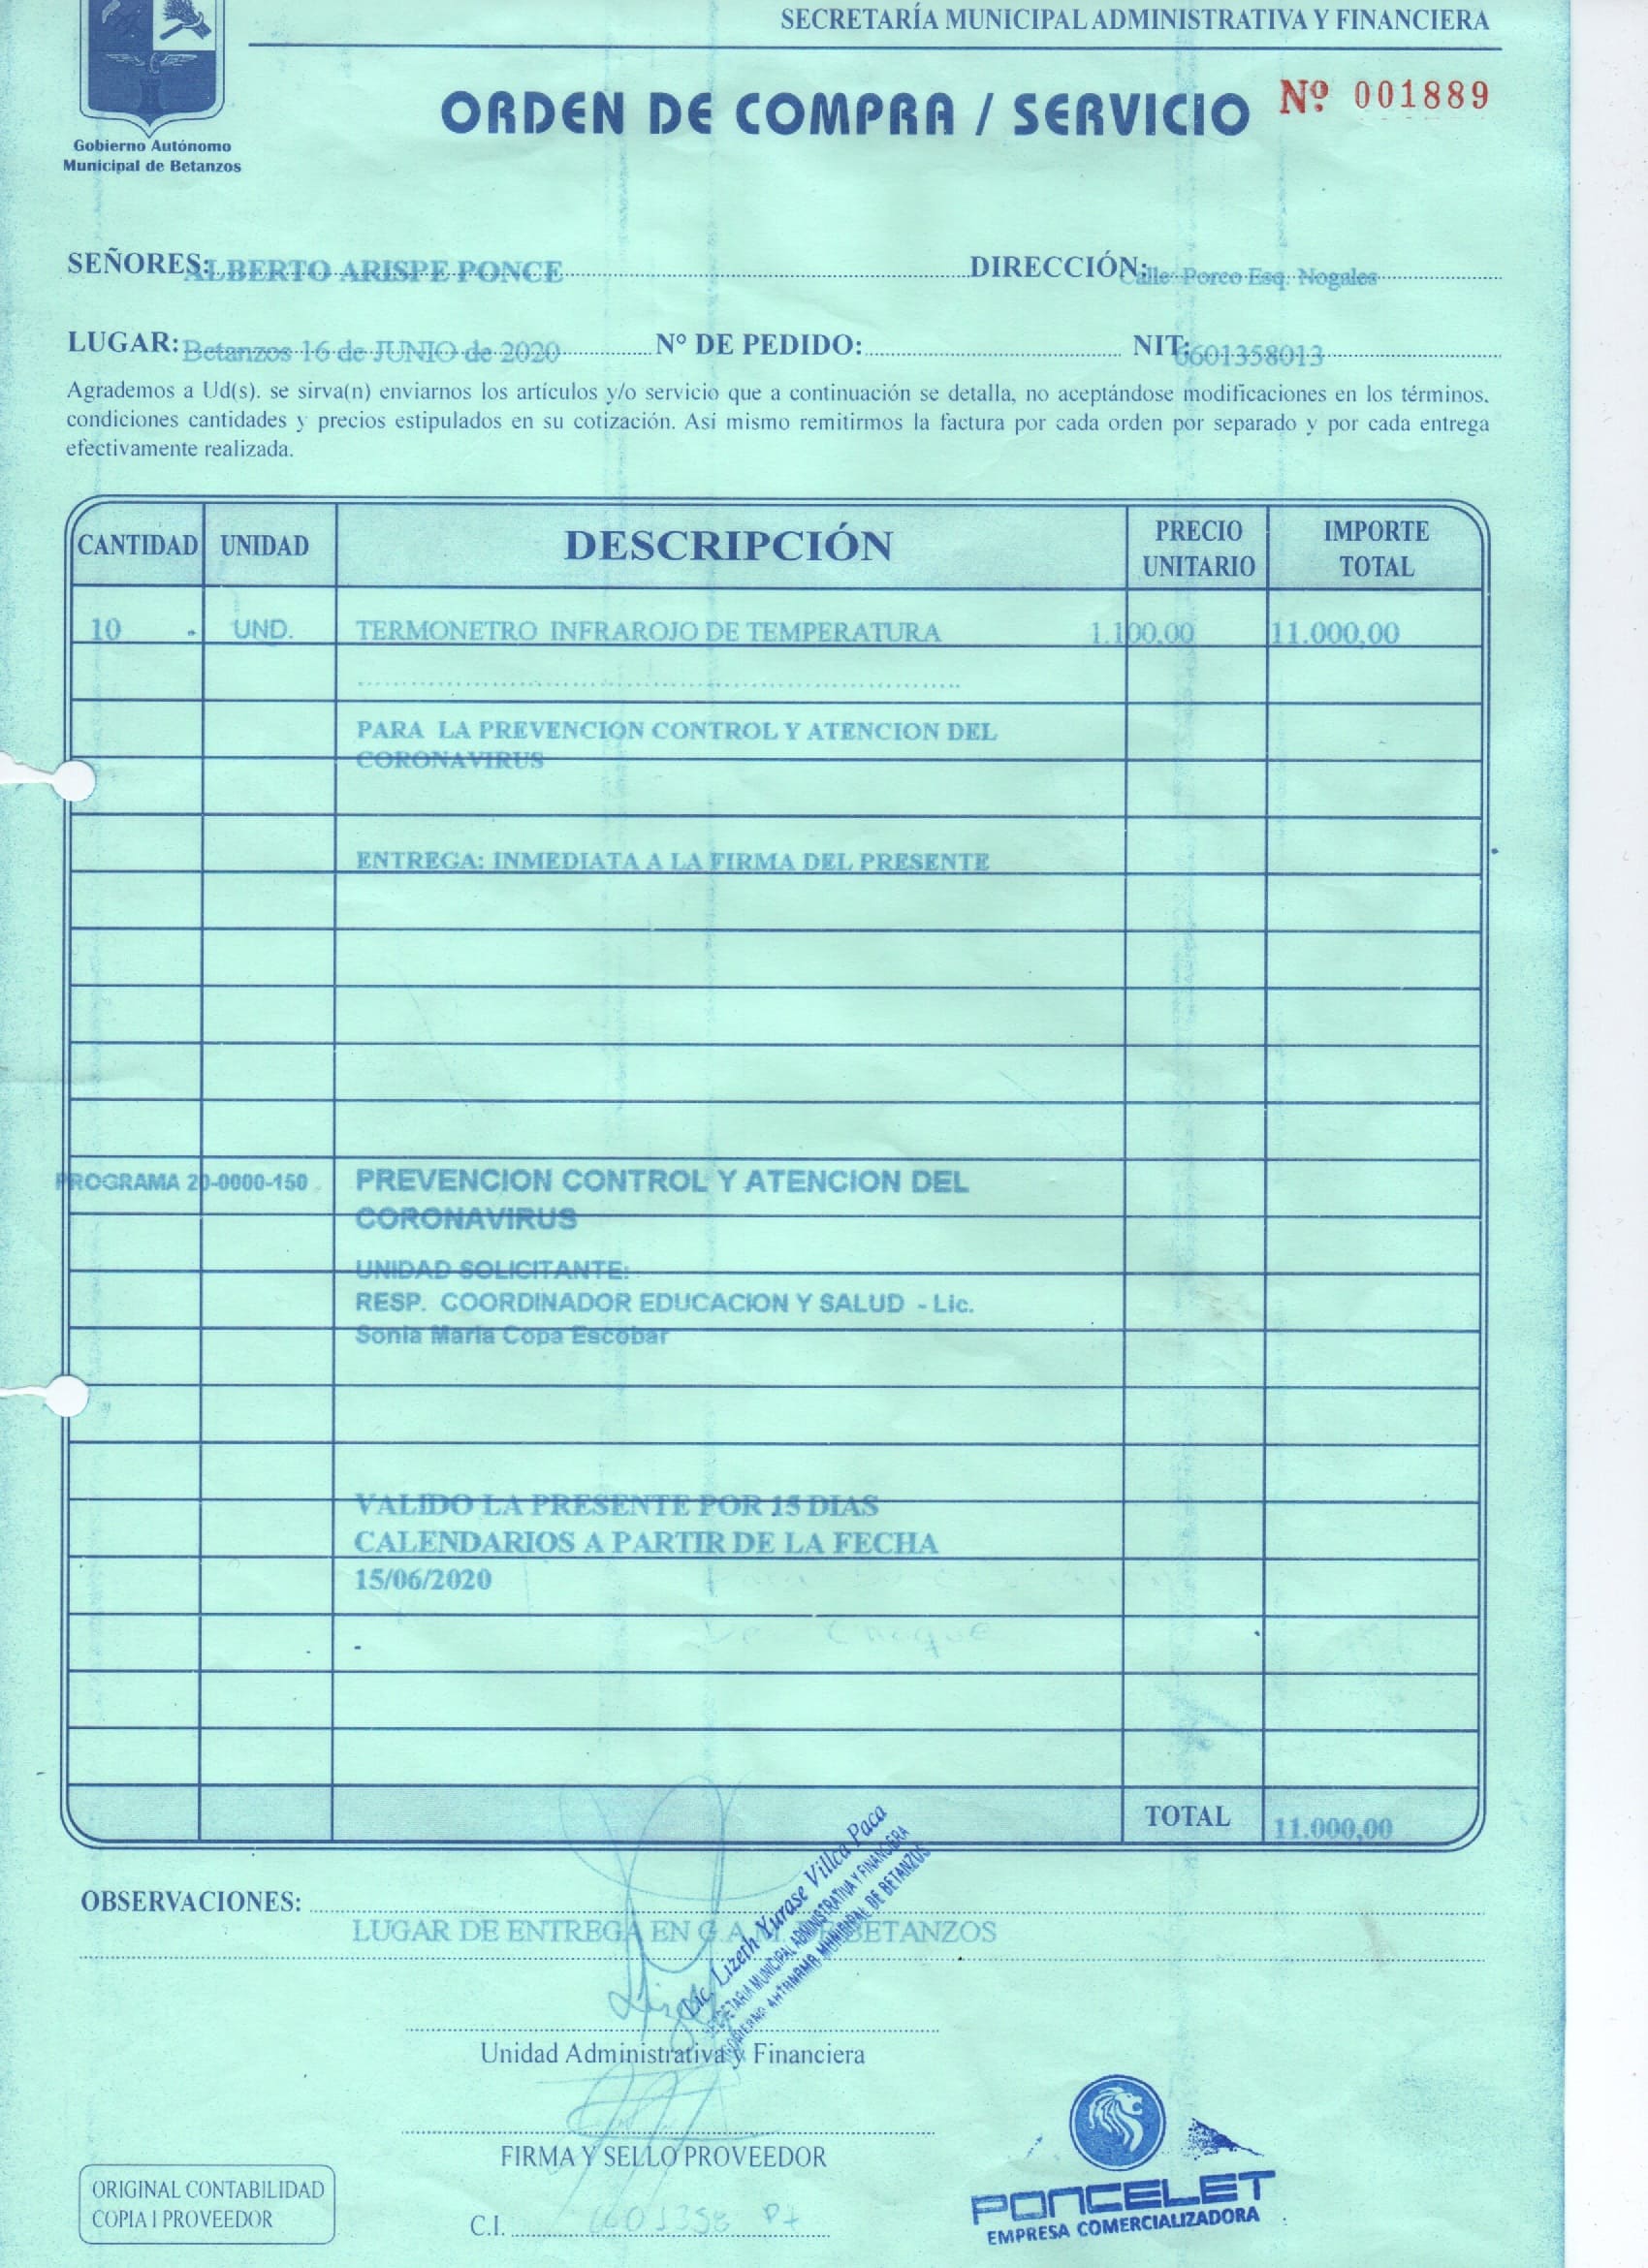 SECRETARÍA MUNICIPAL ADMINISTRATIVA Y FINANCIERA
ORDEN DE COMPRA / SERVICIO Nº 001889
Gobierno Autónomo
Municipal de Betanzos
SEÑORES: ALBERTO ARISPE PONCE DIRECCIÓN: Calle Porco Esq. Nogales
LUGAR: Betanzos 16 de JUNIO de 2020 N° DE PEDIDO: NIT: 6601358013
Agrademos a Ud(s). se sirva(n) enviarnos los artículos y/o servicio que a continuación se detalla, no aceptándose modificaciones en los términos.
condiciones cantidades y precios estipulados en su cotización. Asi mismo remitirmos la factura por cada orden por separado y por cada entrega
efectivamente realizada.
CANTIDAD UNIDAD DESCRIPCIÓN PRECIO UNITARIO IMPORTE TOTAL
10 UND. TERMONETRO INFRAROJO DE TEMPERATURA 1.100,00 11.000,00
PARA LA PREVENCION CONTROL Y ATENCION DEL
CORONAVIRUS
ENTREGA: INMEDIATA A LA FIRMA DEL PRESENTE
PROGRAMA 20-0000-150 PREVENCION CONTROL Y ATENCION DEL
CORONAVIRUS
UNIDAD SOLICITANTE:
RESP. COORDINADOR EDUCACION Y SALUD - Lic.
Sonia Maria Copa Escobar
VALIDO LA PRESENTE POR 15 DIAS
CALENDARIOS A PARTIR DE LA FECHA
15/06/2020
De Cheque
TOTAL 11.000,00
OBSERVACIONES:
LUGAR DE ENTREGA EN G.A.M. DE BETANZOS
Lic. Lizeth Yurase Villca Paca
SECRETARIA MUNICIPAL ADMINISTRATIVA Y FINANCIERA
MUNICIPAL DE BETANZOS
Unidad Administrativa y Financiera
FIRMA Y SELLO PROVEEDOR
ORIGINAL CONTABILIDAD
COPIA 1 PROVEEDOR
C.I. 6601358 Pt
PONCELET
EMPRESA COMERCIALIZADORA